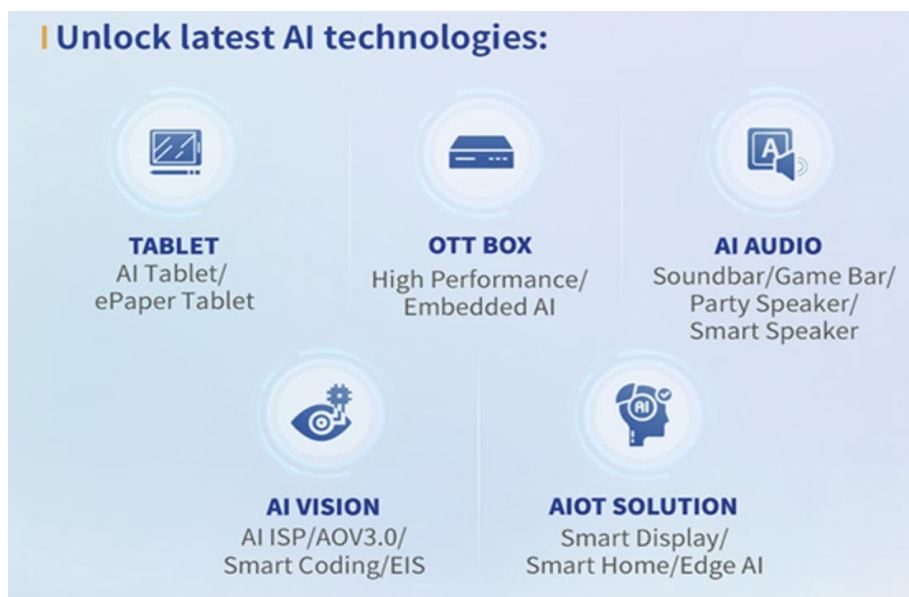 Unlock latest AI technologies:
A
TABLET
AI Tablet/
ePaper Tablet
OTT BOX
High Performance/
Embedded AI
AI AUDIO
Soundbar/Game Bar/
Party Speaker/
Smart Speaker
AI
AI VISION
AI ISP/AOV3.0/
Smart Coding/EIS
AIOT SOLUTION
Smart Display/
Smart Home/Edge AI